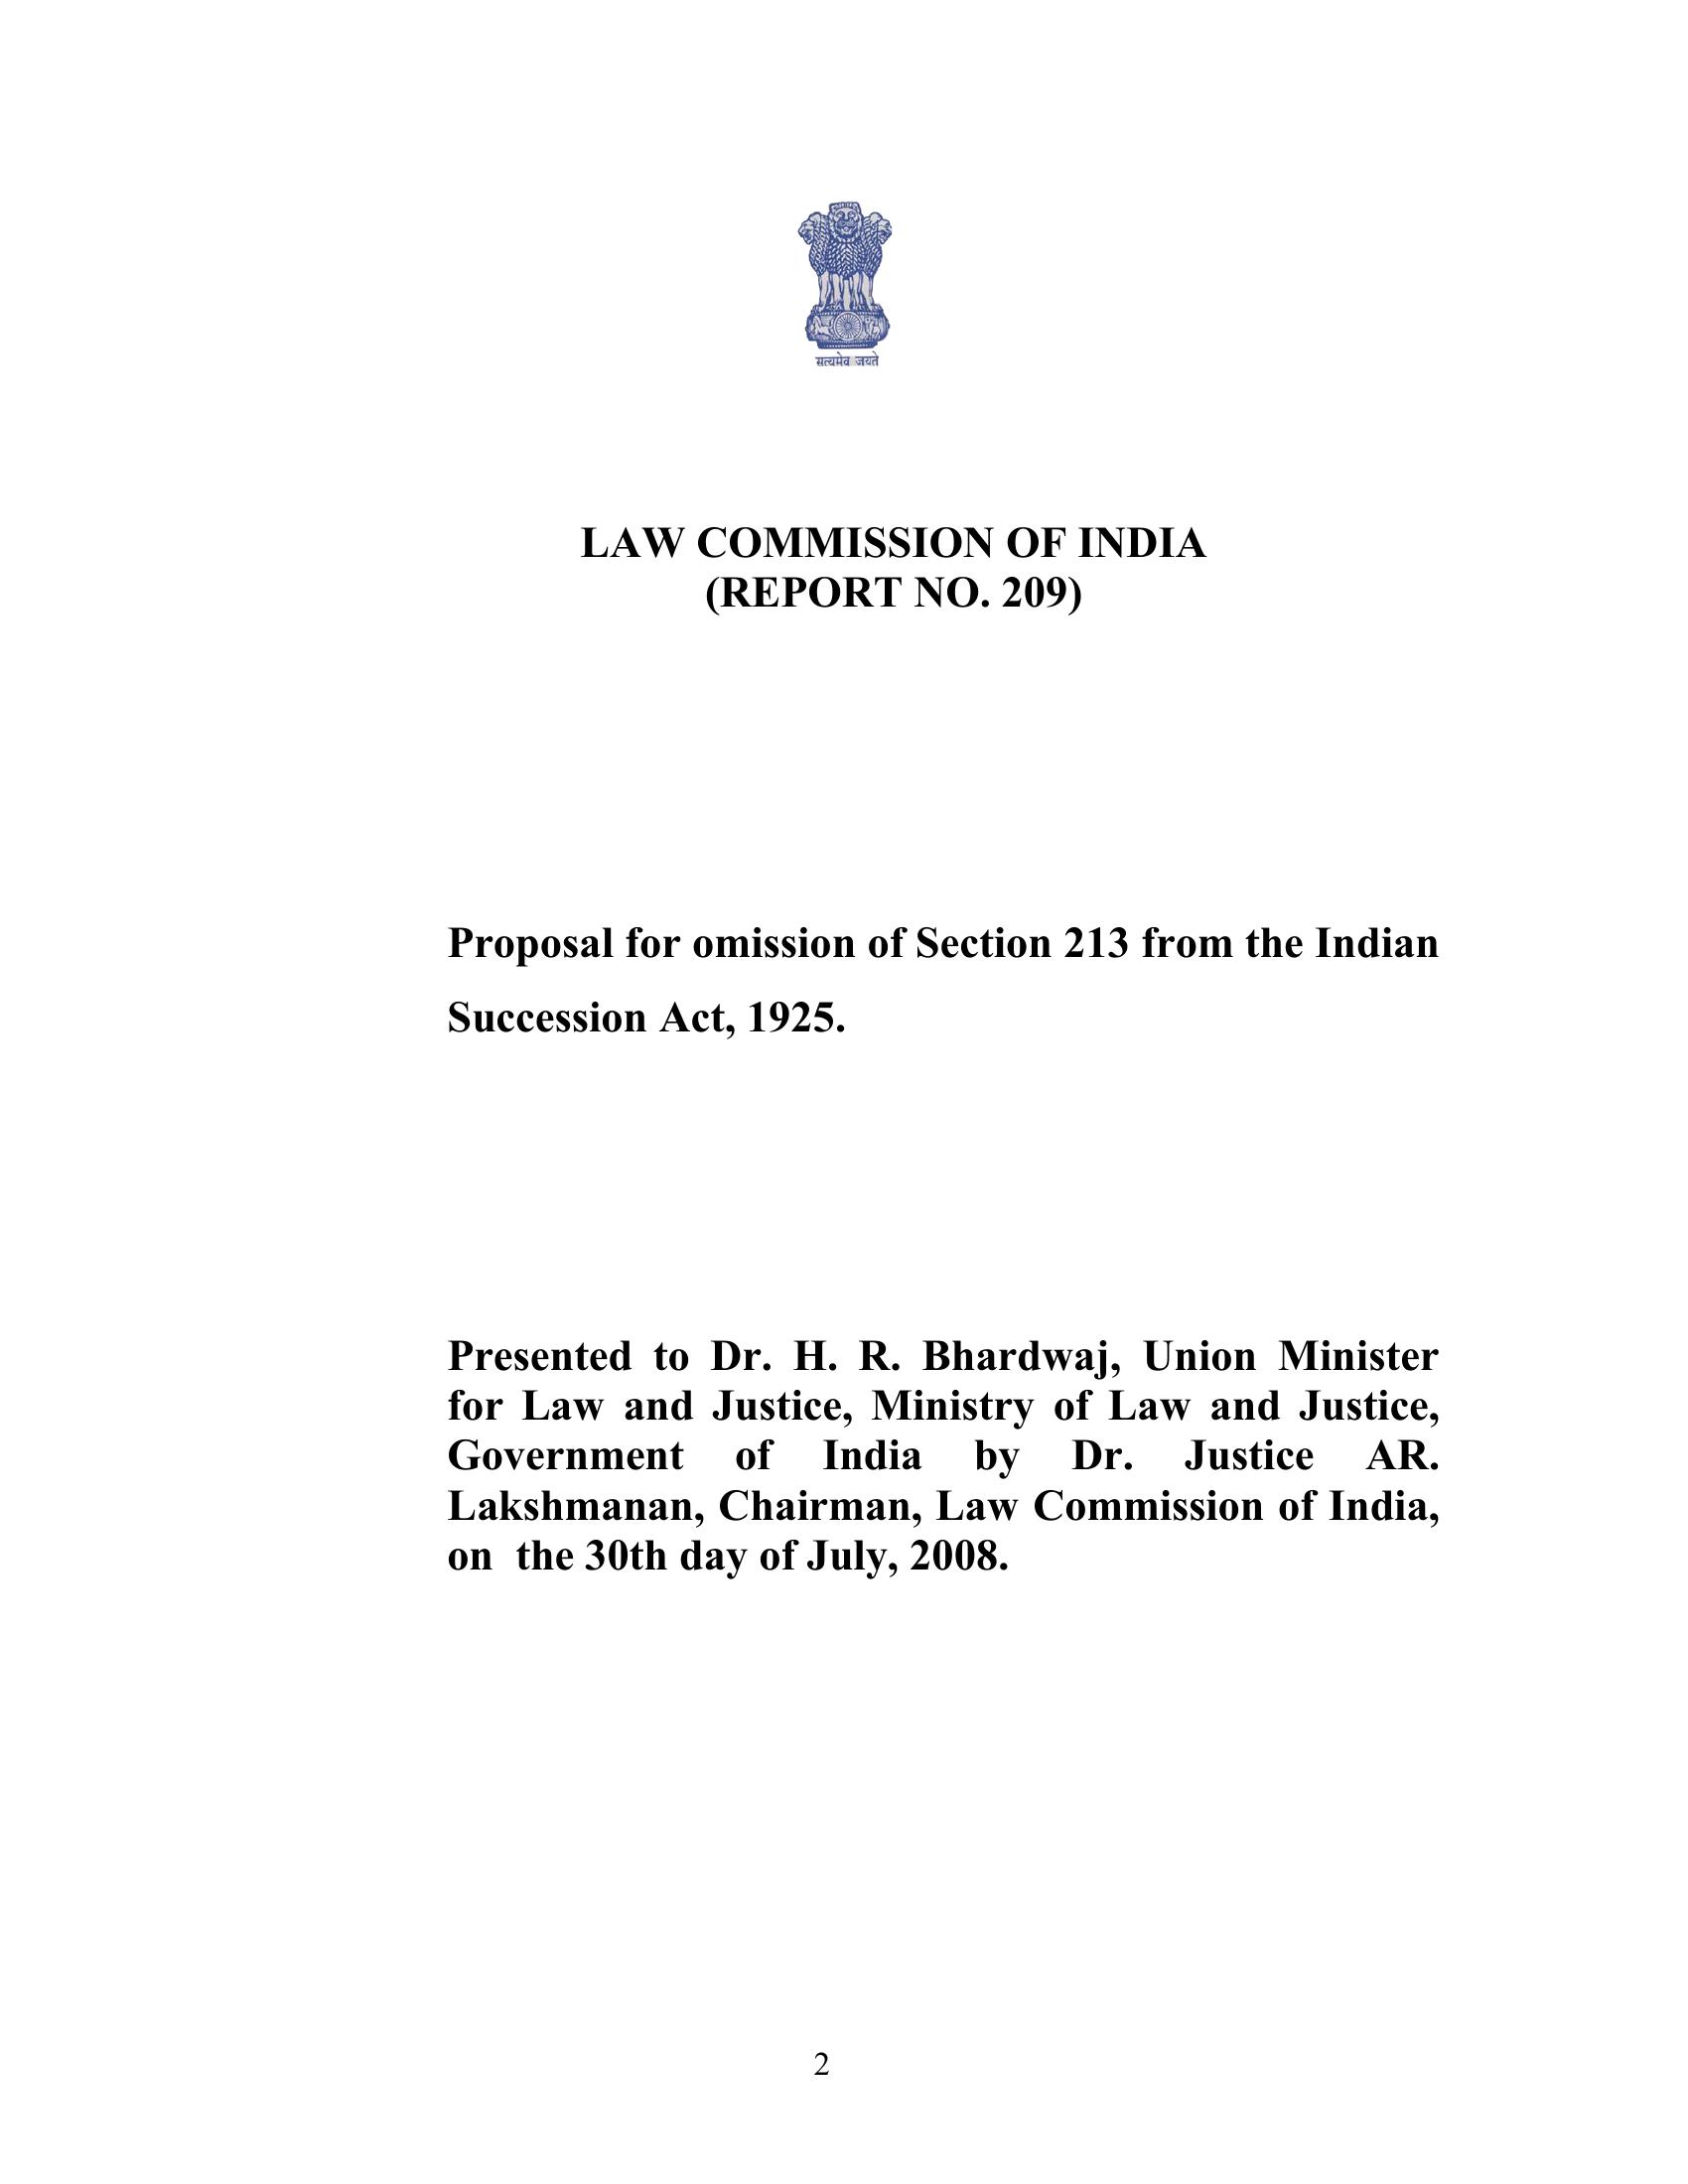 सत्यमेव जयते
LAW COMMISSION OF INDIA
(REPORT NO. 209)
Proposal for omission of Section 213 from the Indian
Succession Act, 1925.
Presented to Dr. H. R. Bhardwaj, Union Minister
for Law and Justice, Ministry of Law and Justice,
Government of India by Dr. Justice AR.
Lakshmanan, Chairman, Law Commission of India,
on the 30th day of July, 2008.
2